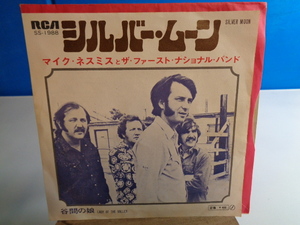 RCA
SS-1988
SILVER MOON
シルバー・ムーン
マイク・ネスミスとザ・ファースト・ナショナル・バンド
谷間の娘